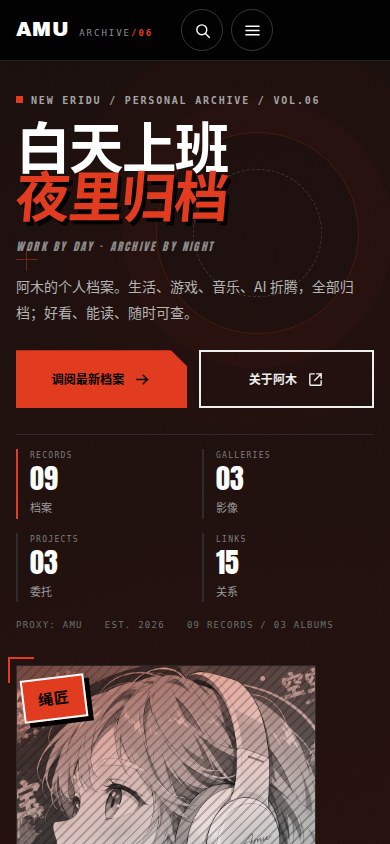 AMU ARCHIVE/06
NEW ERIDU / PERSONAL ARCHIVE / VOL.06
白天上班
夜里归档
WORK BY DAY · ARCHIVE BY NIGHT
阿木的个人档案。生活、游戏、音乐、AI 折腾，全部归
档；好看、能读、随时可查。
调阅最新档案
关于阿木
RECORDS
09
档案
GALLERIES
03
影像
PROJECTS
03
委托
LINKS
15
关系
PROXY: AMU EST. 2026 09 RECORDS / 03 ALBUMS
绳匠
Amu